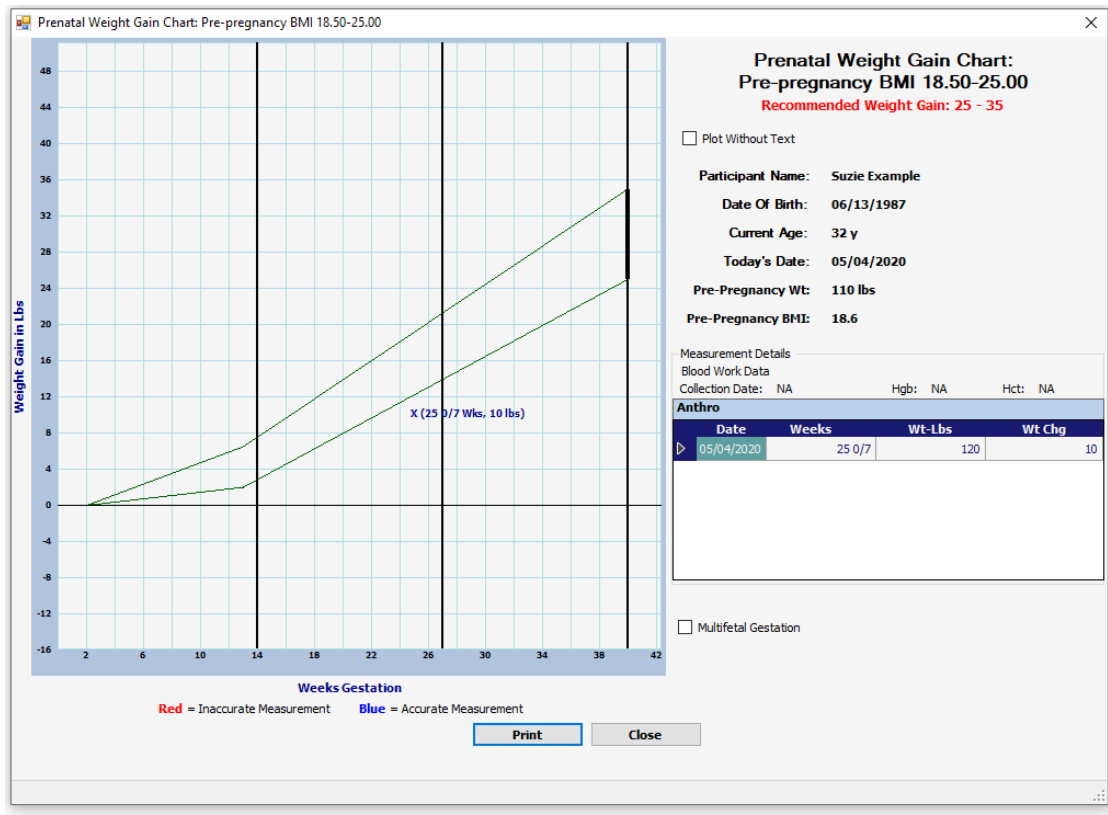 Prenatal Weight Gain Chart: Pre-pregnancy BMI 18.50-25.00
48
44
40
36
32
28
24
20
16
12
8
4
0
-4
-8
-12
-16
Weight Gain in Lbs
X (25 0/7 Wks, 10 lbs)
2 6 10 14 18 22 26 30 34 38 42
Weeks Gestation
Red = Inaccurate Measurement Blue = Accurate Measurement
Prenatal Weight Gain Chart:
Pre-pregnancy BMI 18.50-25.00
Recommended Weight Gain: 25 - 35
Plot Without Text
Participant Name: Suzie Example
Date Of Birth: 06/13/1987
Current Age: 32 y
Today's Date: 05/04/2020
Pre-Pregnancy Wt: 110 lbs
Pre-Pregnancy BMI: 18.6
Measurement Details
Blood Work Data
Collection Date: NA Hgb: NA Hct: NA
Anthro
Date Weeks Wt-Lbs Wt Chg
05/04/2020 25 0/7 120 10
Multifetal Gestation
Print Close